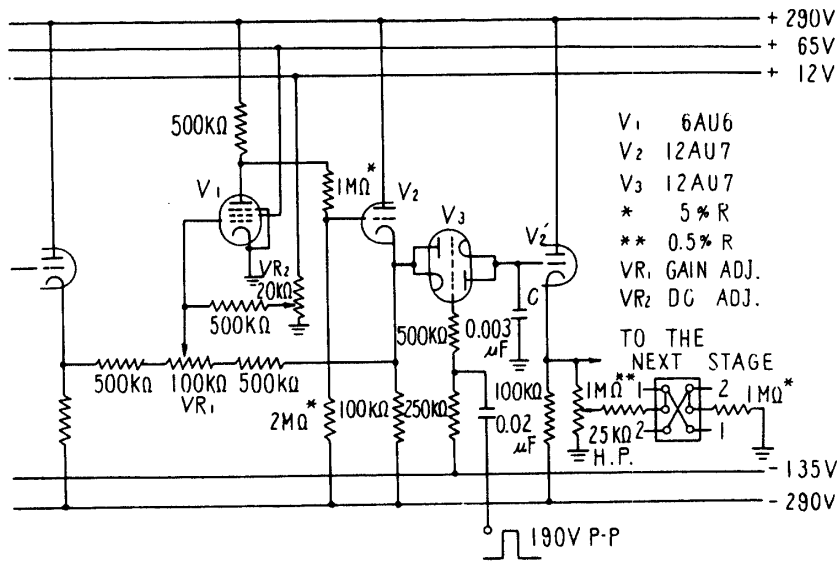 + 290V
+ 65V
+ 12V
500KΩ
V₁
1MΩ*
V₂
V₃
V₂′
V₁ 6AU6
V₂ 12AU7
V₃ 12AU7
* 5% R
** 0.5% R
VR₁ GAIN ADJ.
VR₂ DC ADJ.
VR₂
20KΩ
500KΩ
500KΩ
0.003
μF
C
TO THE
NEXT STAGE
500KΩ
100KΩ
VR₁
500KΩ
2MΩ*
100KΩ
250KΩ
0.02
μF
100KΩ
1MΩ**
1
2
2
1
1MΩ*
25KΩ
H.P.
- 135V
- 290V
190V P-P